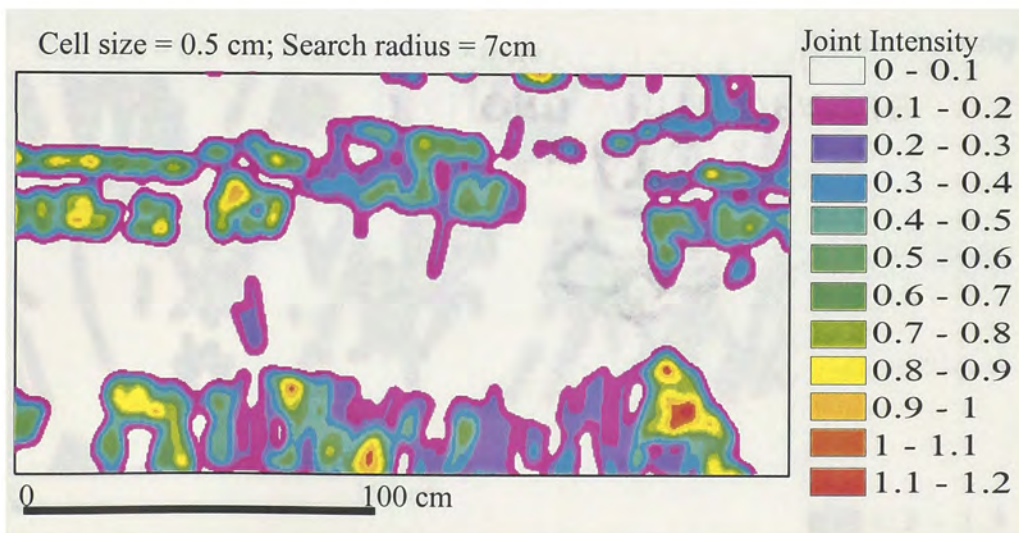 Cell size = 0.5 cm; Search radius = 7cm
Joint Intensity
0 - 0.1
0.1 - 0.2
0.2 - 0.3
0.3 - 0.4
0.4 - 0.5
0.5 - 0.6
0.6 - 0.7
0.7 - 0.8
0.8 - 0.9
0.9 - 1
1 - 1.1
1.1 - 1.2
0 100 cm